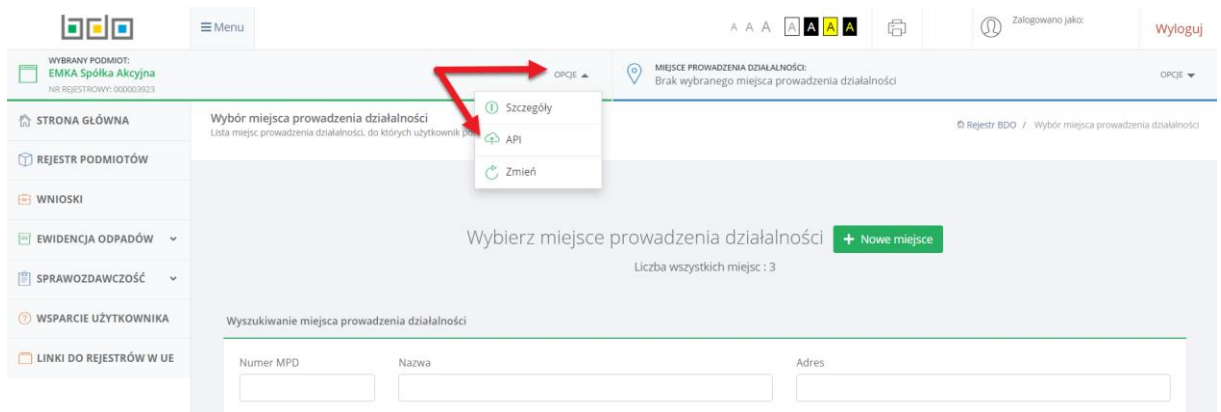 bdo
Menu
A A A A A A A
Zalogowano jako:
Wyloguj
WYBRANY PODMIOT:
EMKA Spółka Akcyjna
NR REJESTROWY: 000003923
OPCJE
MIEJSCE PROWADZENIA DZIAŁALNOŚCI:
Brak wybranego miejsca prowadzenia działalności
OPCJE
Szczegóły
API
Zmień
STRONA GŁÓWNA
REJESTR PODMIOTÓW
WNIOSKI
EWIDENCJA ODPADÓW
SPRAWOZDAWCZOŚĆ
WSPARCIE UŻYTKOWNIKA
LINKI DO REJESTRÓW W UE
Wybór miejsca prowadzenia działalności
Lista miejsc prowadzenia działalności, do których użytkownik
Rejestr BDO / Wybór miejsca prowadzenia działalności
Wybierz miejsce prowadzenia działalności
+ Nowe miejsce
Liczba wszystkich miejsc : 3
Wyszukiwanie miejsca prowadzenia działalności
Numer MPD
Nazwa
Adres